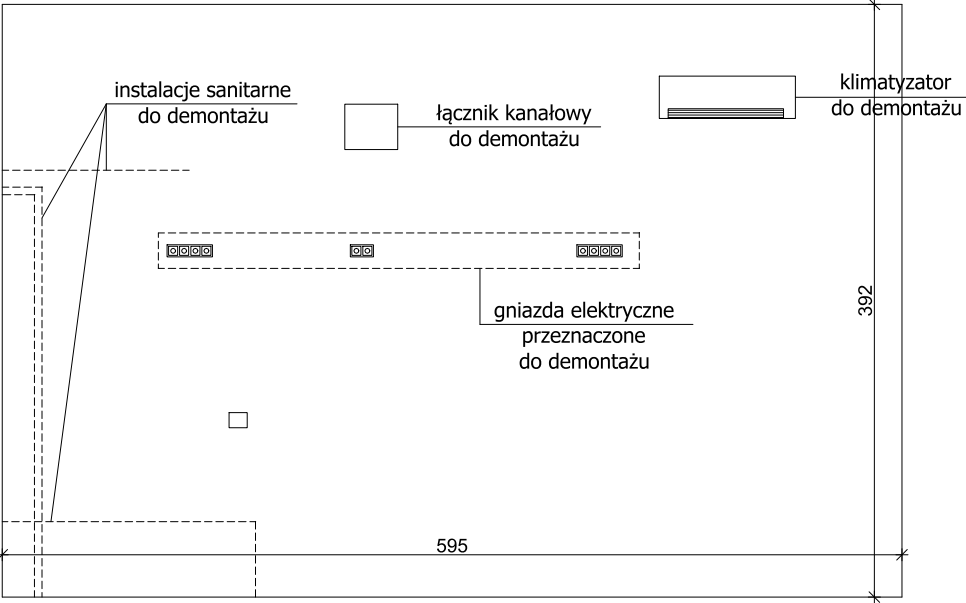 instalacje sanitarne
do demontażu
łącznik kanałowy
do demontażu
klimatyzator
do demontażu
gniazda elektryczne
przeznaczone
do demontażu
392
595